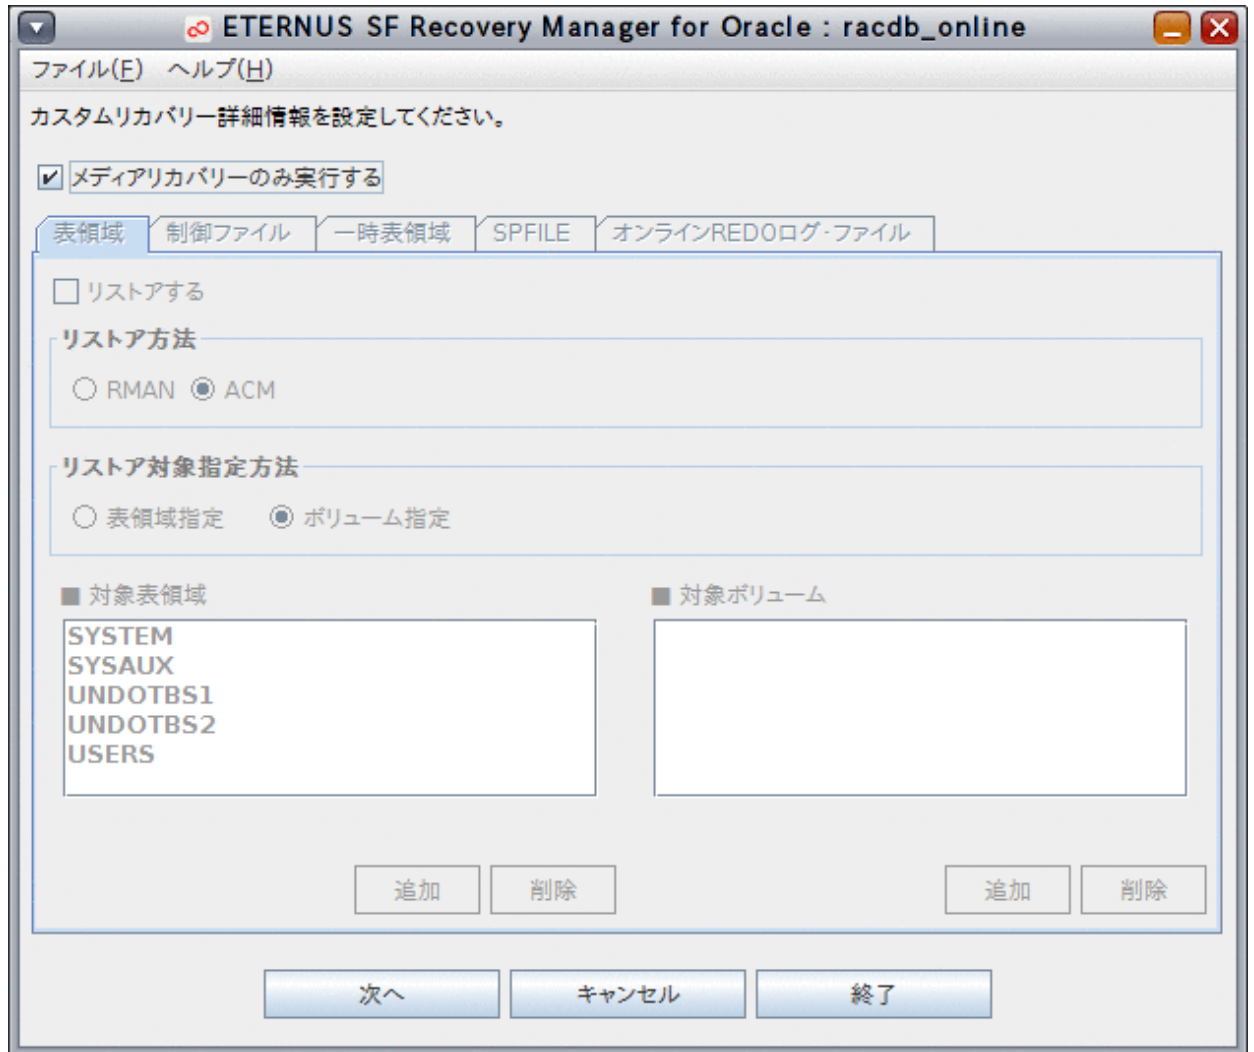 ETERNUS SF Recovery Manager for Oracle : racdb_online
ファイル(F) ヘルプ(H)
カスタムリカバリー詳細情報を設定してください。
メディアリカバリーのみ実行する
表領域 制御ファイル 一時表領域 SPFILE オンラインREDOログ・ファイル
リストアする
リストア方法
RMAN ACM
リストア対象指定方法
表領域指定 ボリューム指定
■ 対象表領域 ■ 対象ボリューム
SYSTEM
SYSAUX
UNDOTBS1
UNDOTBS2
USERS
追加 削除 追加 削除
次へ キャンセル 終了